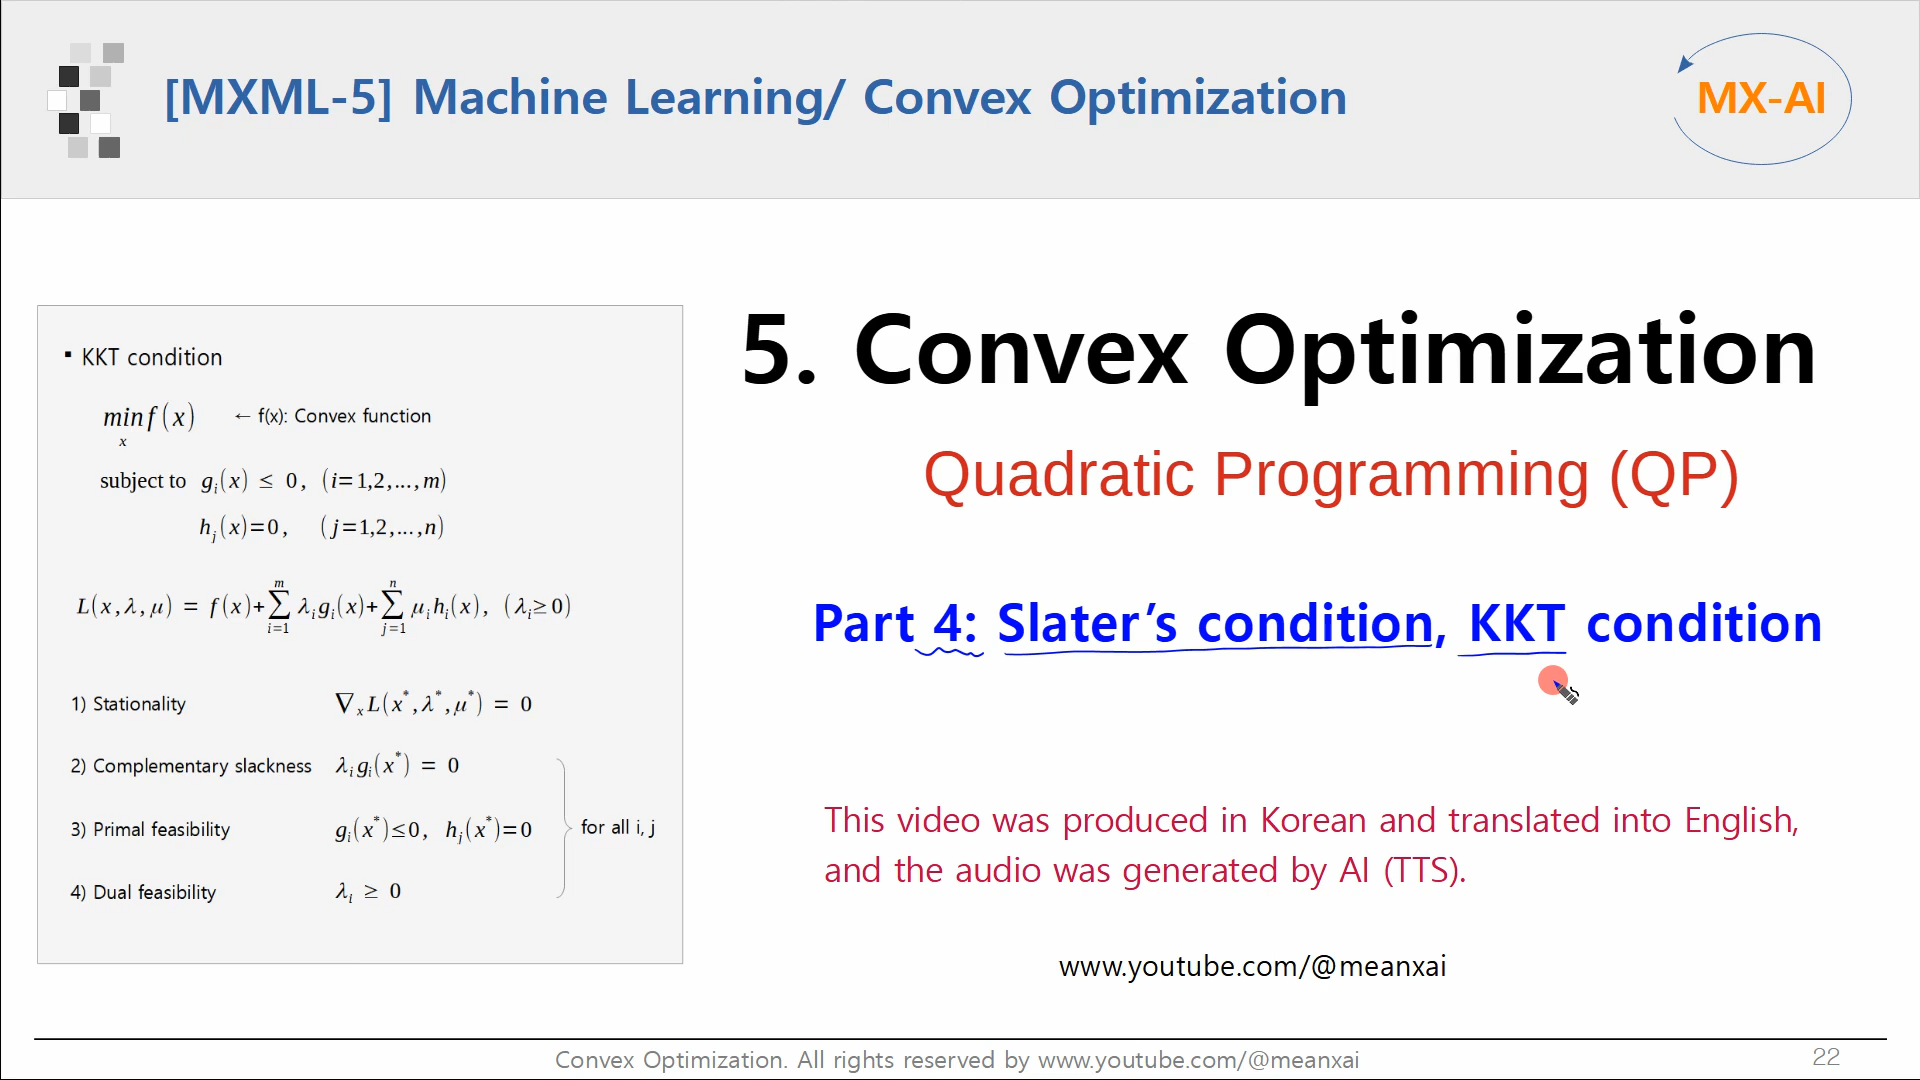 [MXML-5] Machine Learning/ Convex Optimization
MX-AI
▪ KKT condition
min f(x) ← f(x): Convex function
x
subject to g_i(x) ≤ 0, (i=1,2,...,m)
h_j(x)=0, (j=1,2,...,n)
L(x,λ,μ) = f(x)+∑_{i=1}^{m} λ_i g_i(x)+∑_{j=1}^{n} μ_i h_i(x), (λ_i≥0)
1) Stationality ∇_x L(x^*,λ^*,μ^*) = 0
2) Complementary slackness λ_i g_i(x^*) = 0
3) Primal feasibility g_i(x^*)≤0, h_j(x^*)=0
for all i, j
4) Dual feasibility λ_i ≥ 0
5. Convex Optimization
Quadratic Programming (QP)
Part 4: Slater’s condition, KKT condition
This video was produced in Korean and translated into English,
and the audio was generated by AI (TTS).
www.youtube.com/@meanxai
Convex Optimization. All rights reserved by www.youtube.com/@meanxai
22